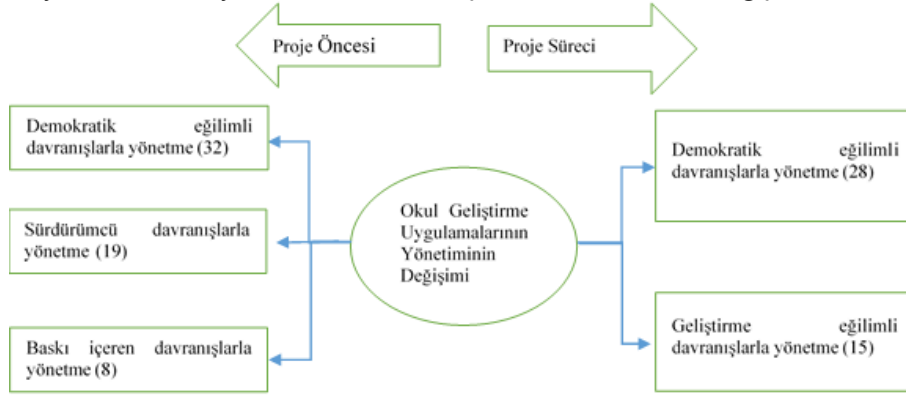 Proje Öncesi
Proje Süreci
Demokratik eğilimli
davranışlarla yönetme (32)
Sürdürümcü davranışlarla
yönetme (19)
Baskı içeren davranışlarla
yönetme (8)
Okul Geliştirme
Uygulamalarının
Yönetiminin
Değişimi
Demokratik eğilimli
davranışlarla yönetme (28)
Geliştirme eğilimli
davranışlarla yönetme (15)